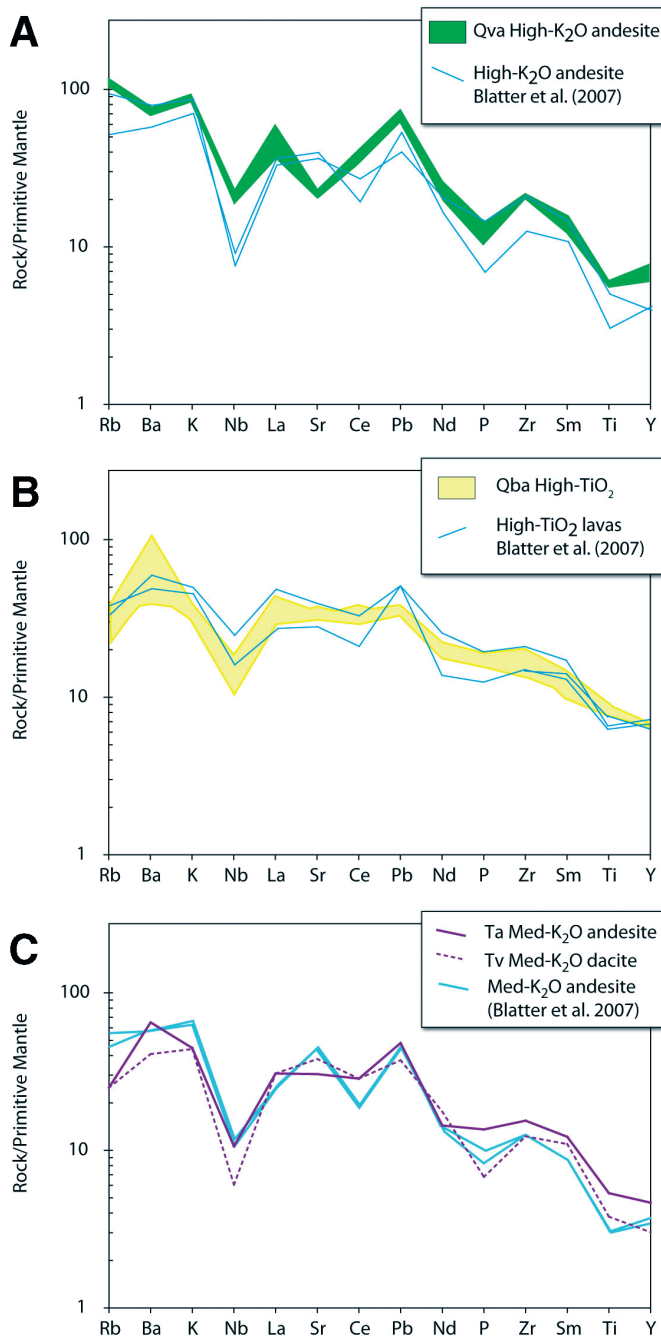 A
Qva High-K₂O andesite
High-K₂O andesite
Blatter et al. (2007)
Rock/Primitive Mantle
100
10
1
Rb Ba K Nb La Sr Ce Pb Nd P Zr Sm Ti Y
B
Qba High-TiO₂
High-TiO₂ lavas
Blatter et al. (2007)
Rock/Primitive Mantle
100
10
1
Rb Ba K Nb La Sr Ce Pb Nd P Zr Sm Ti Y
C
Ta Med-K₂O andesite
Tv Med-K₂O dacite
Med-K₂O andesite
(Blatter et al. 2007)
Rock/Primitive Mantle
100
10
1
Rb Ba K Nb La Sr Ce Pb Nd P Zr Sm Ti Y